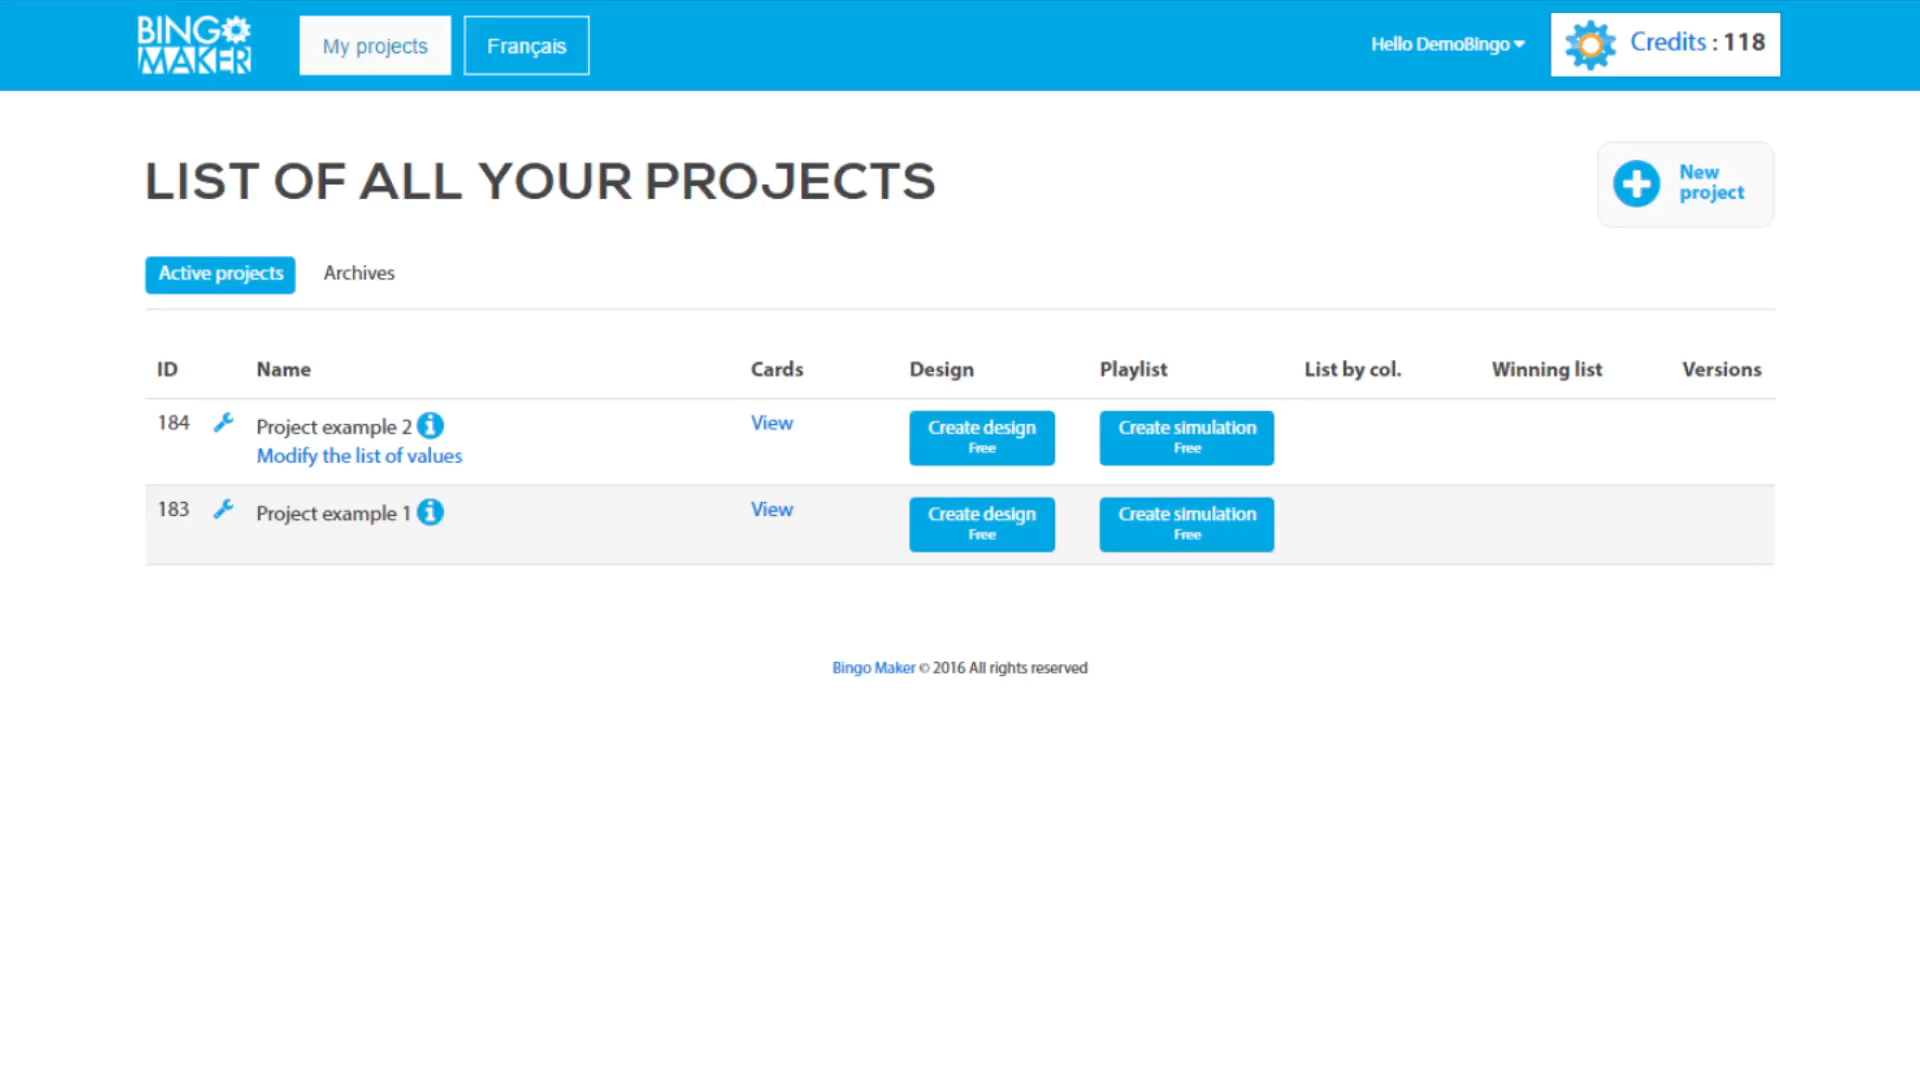 BINGO
MAKER
My projects
Français
Hello DemoBingo
Credits : 118
LIST OF ALL YOUR PROJECTS
New
project
Active projects
Archives
ID Name Cards Design Playlist List by col. Winning list Versions
184 Project example 2 View Create design Create simulation
Free Free
Modify the list of values
183 Project example 1 View Create design Create simulation
Free Free
Bingo Maker © 2016 All rights reserved